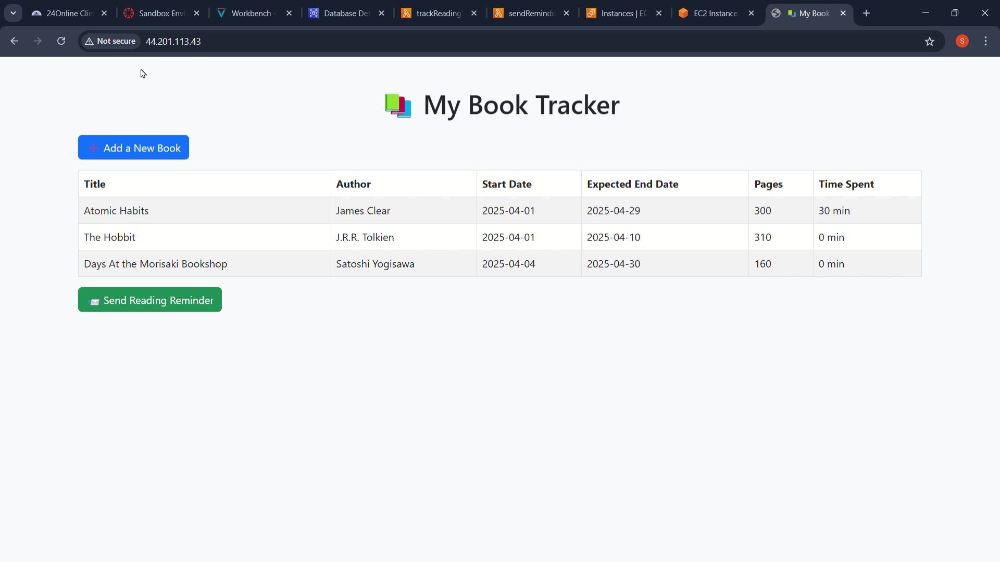 24Online Clie Sandbox Envi Workbench - Database Det trackReading sendReminde Instances | EC EC2 Instance My Book
Not secure 44.201.113.43 S
My Book Tracker
Add a New Book
Title Author Start Date Expected End Date Pages Time Spent
Atomic Habits James Clear 2025-04-01 2025-04-29 300 30 min
The Hobbit J.R.R. Tolkien 2025-04-01 2025-04-10 310 0 min
Days At the Morisaki Bookshop Satoshi Yogisawa 2025-04-04 2025-04-30 160 0 min
Send Reading Reminder